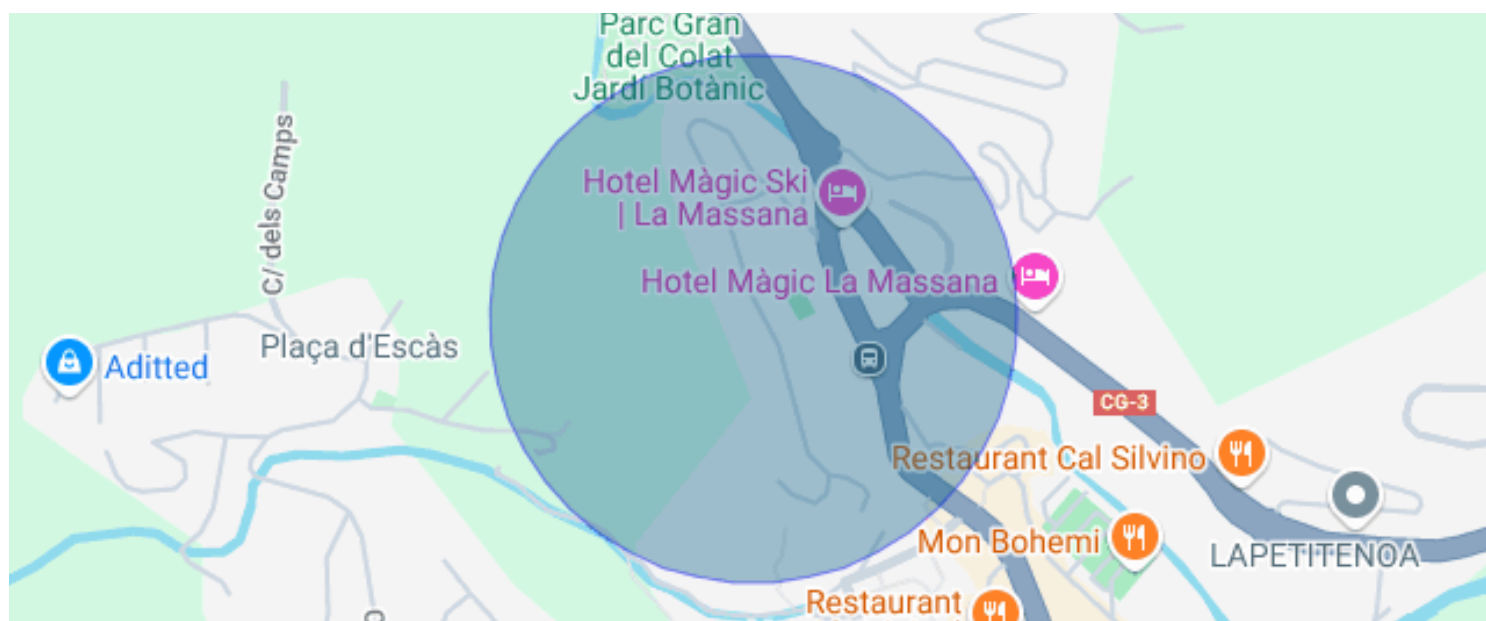 Parc Gran
del Colat
Jardí Botànic
C/ dels Camps
Hotel Màgic Ski
| La Massana
Hotel Màgic La Massana
Plaça d'Escàs
Aditted
CG-3
Restaurant Cal Silvino
Mon Bohemi
LAPETITENOA
Restaurant